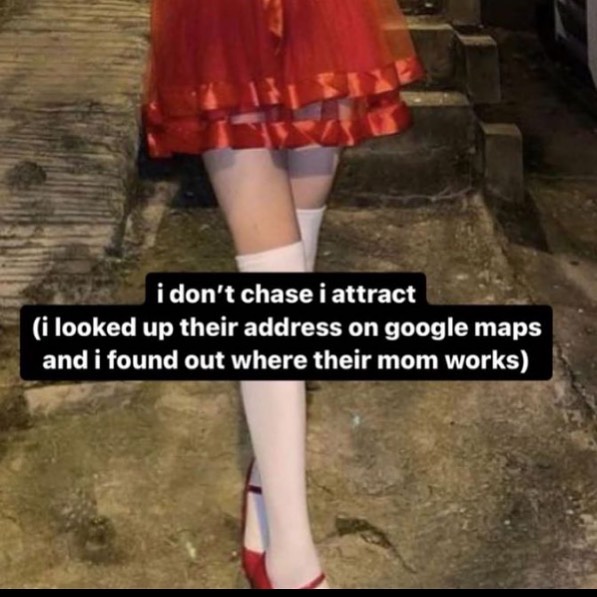 i don't chase i attract
(i looked up their address on google maps
and i found out where their mom works)